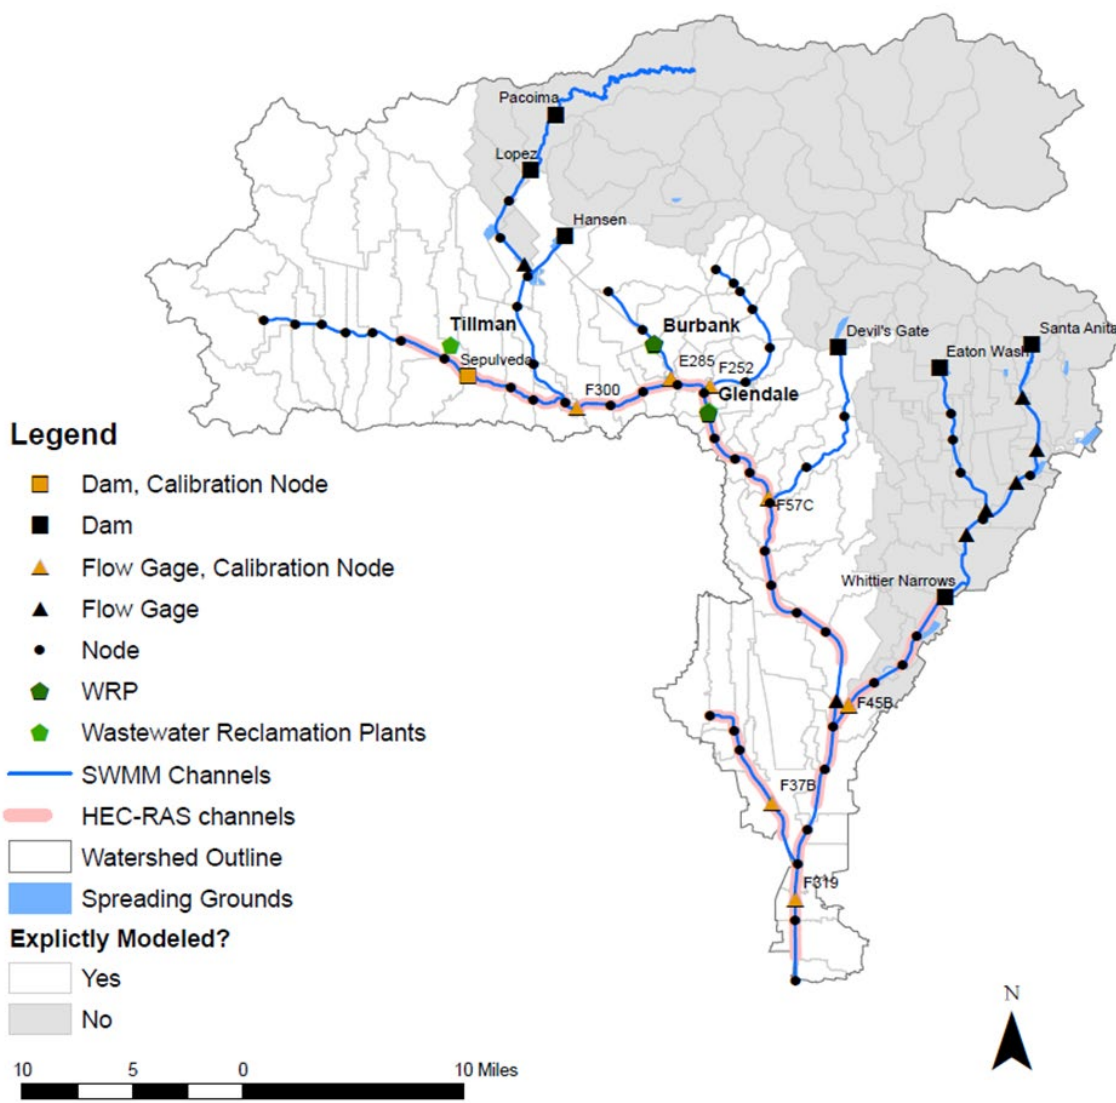 Pacoima
Lopez
Hansen
Tillman
Burbank
Devil's Gate
Santa Anita
Eaton Wash
Sepulveda
E285
F252
F300
Glendale
F57C
Whittier Narrows
F45B
F37B
F319
Legend
Dam, Calibration Node
Dam
Flow Gage, Calibration Node
Flow Gage
Node
WRP
Wastewater Reclamation Plants
SWMM Channels
HEC-RAS channels
Watershed Outline
Spreading Grounds
Explictly Modeled?
Yes
No
N
10 5 0 10 Miles